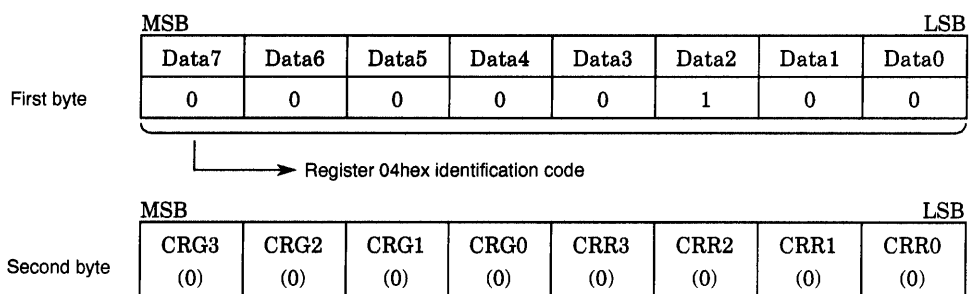 MSB LSB
Data7 Data6 Data5 Data4 Data3 Data2 Data1 Data0
First byte 0 0 0 0 0 1 0 0
Register 04hex identification code
MSB LSB
CRG3 CRG2 CRG1 CRG0 CRR3 CRR2 CRR1 CRR0
Second byte (0) (0) (0) (0) (0) (0) (0) (0)